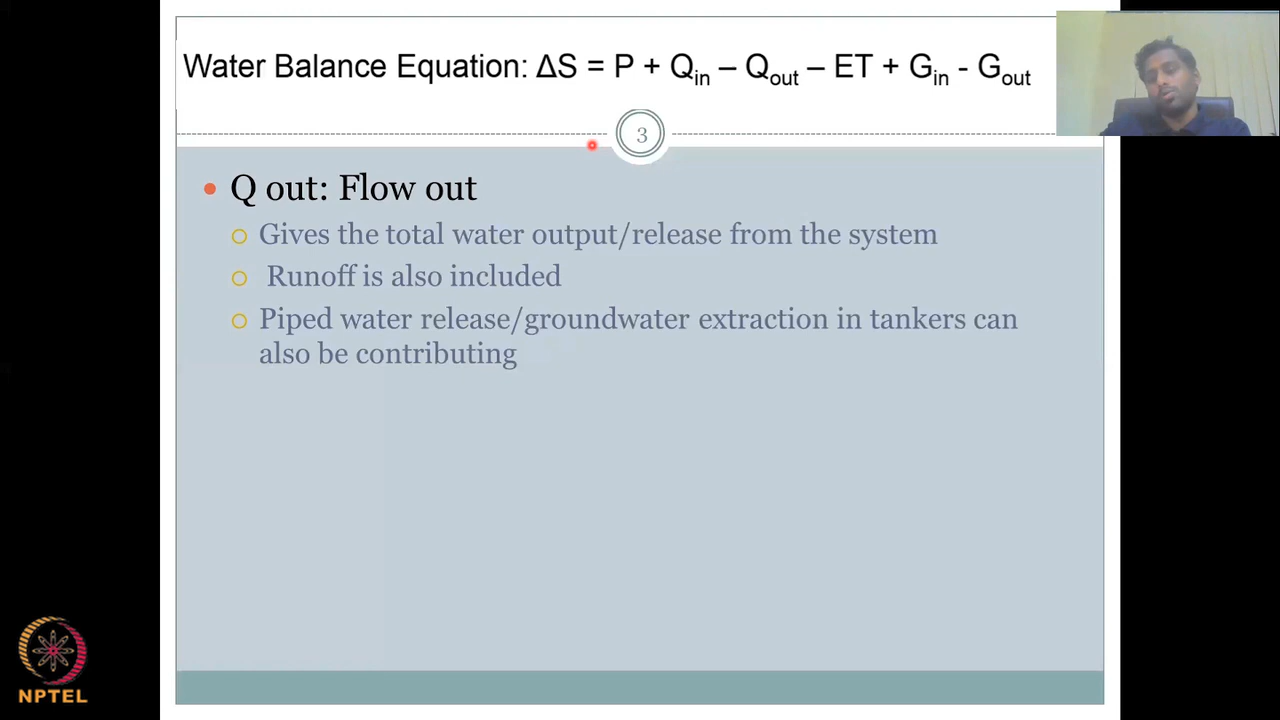 Water Balance Equation: ΔS = P + Qin – Qout – ET + Gin - Gout
3
Q out: Flow out
Gives the total water output/release from the system
Runoff is also included
Piped water release/groundwater extraction in tankers can
also be contributing
NPTEL